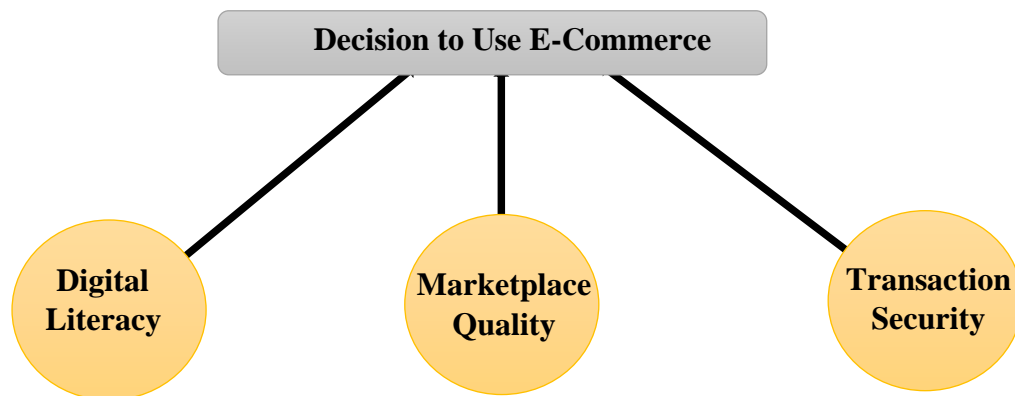 Decision to Use E-Commerce
Digital
Literacy
Marketplace
Quality
Transaction
Security